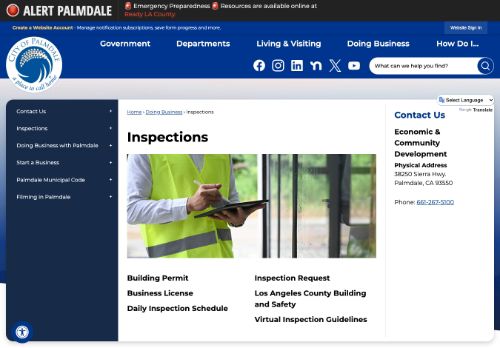 ALERT PALMDALE
Emergency Preparedness Resources are available online at
Ready LA County.
Create a Website Account - Manage notification subscriptions, save form progress and more.
Website Sign In
CITY OF PALMDALE
a place to call home
Government
Departments
Living & Visiting
Doing Business
How Do I...
What can we help you find?
Select Language
Google Translate
Contact Us
Inspections
Doing Business with Palmdale
Start a Business
Palmdale Municipal Code
Filming in Palmdale
Home › Doing Business › Inspections
Inspections
Building Permit
Business License
Daily Inspection Schedule
Inspection Request
Los Angeles County Building
and Safety
Virtual Inspection Guidelines
Contact Us
Economic &
Community
Development
Physical Address
38250 Sierra Hwy.
Palmdale, CA 93550
Phone: 661-267-5100